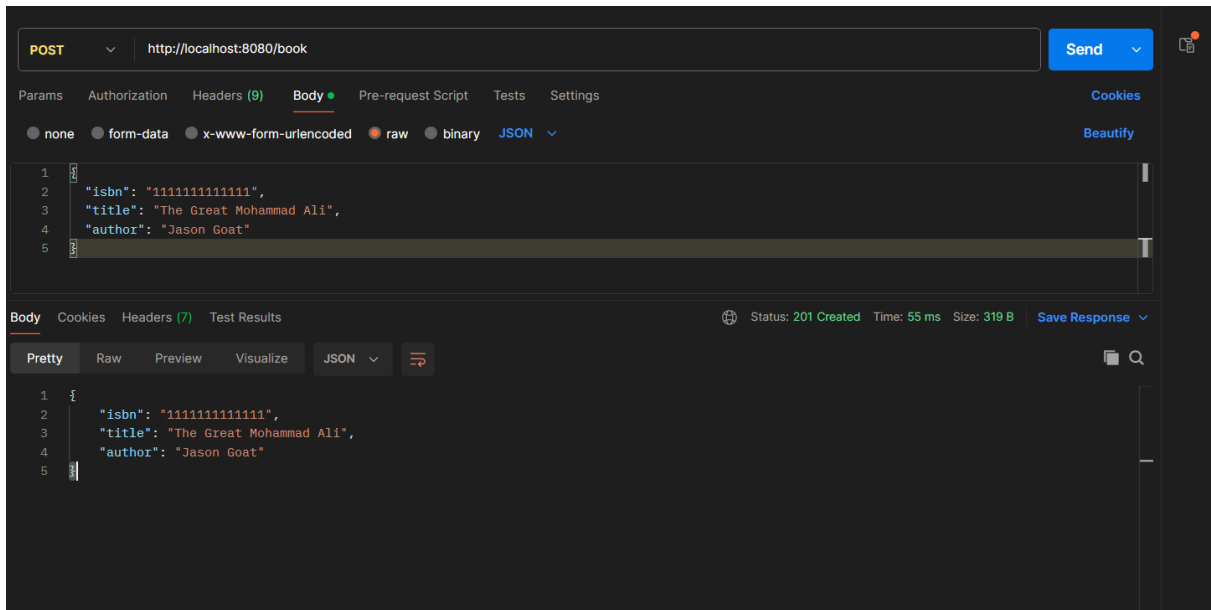 POST http://localhost:8080/book Send
Params Authorization Headers (9) Body Pre-request Script Tests Settings Cookies
none form-data x-www-form-urlencoded raw binary JSON Beautify
1 {
2 "isbn": "1111111111111",
3 "title": "The Great Mohammad Ali",
4 "author": "Jason Goat"
5 }
Body Cookies Headers (7) Test Results Status: 201 Created Time: 55 ms Size: 319 B Save Response
Pretty Raw Preview Visualize JSON
1 {
2 "isbn": "1111111111111",
3 "title": "The Great Mohammad Ali",
4 "author": "Jason Goat"
5 }